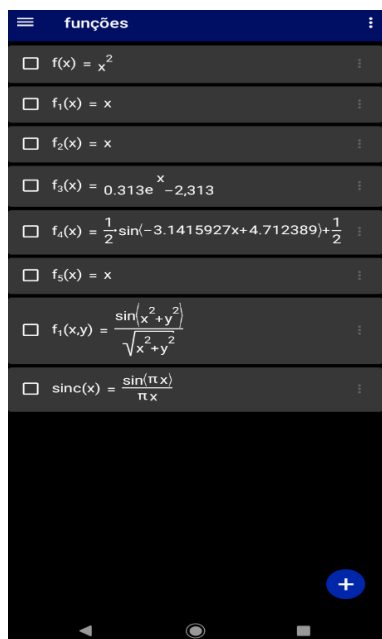 funções
f(x) = x²
f₁(x) = x
f₂(x) = x
f₃(x) = 0.313eˣ−2,313
f₄(x) = 1/2·sin(−3.1415927x+4.712389)+1/2
f₅(x) = x
f₁(x,y) = sin(x²+y²)/√(x²+y²)
sinc(x) = sin(πx)/πx